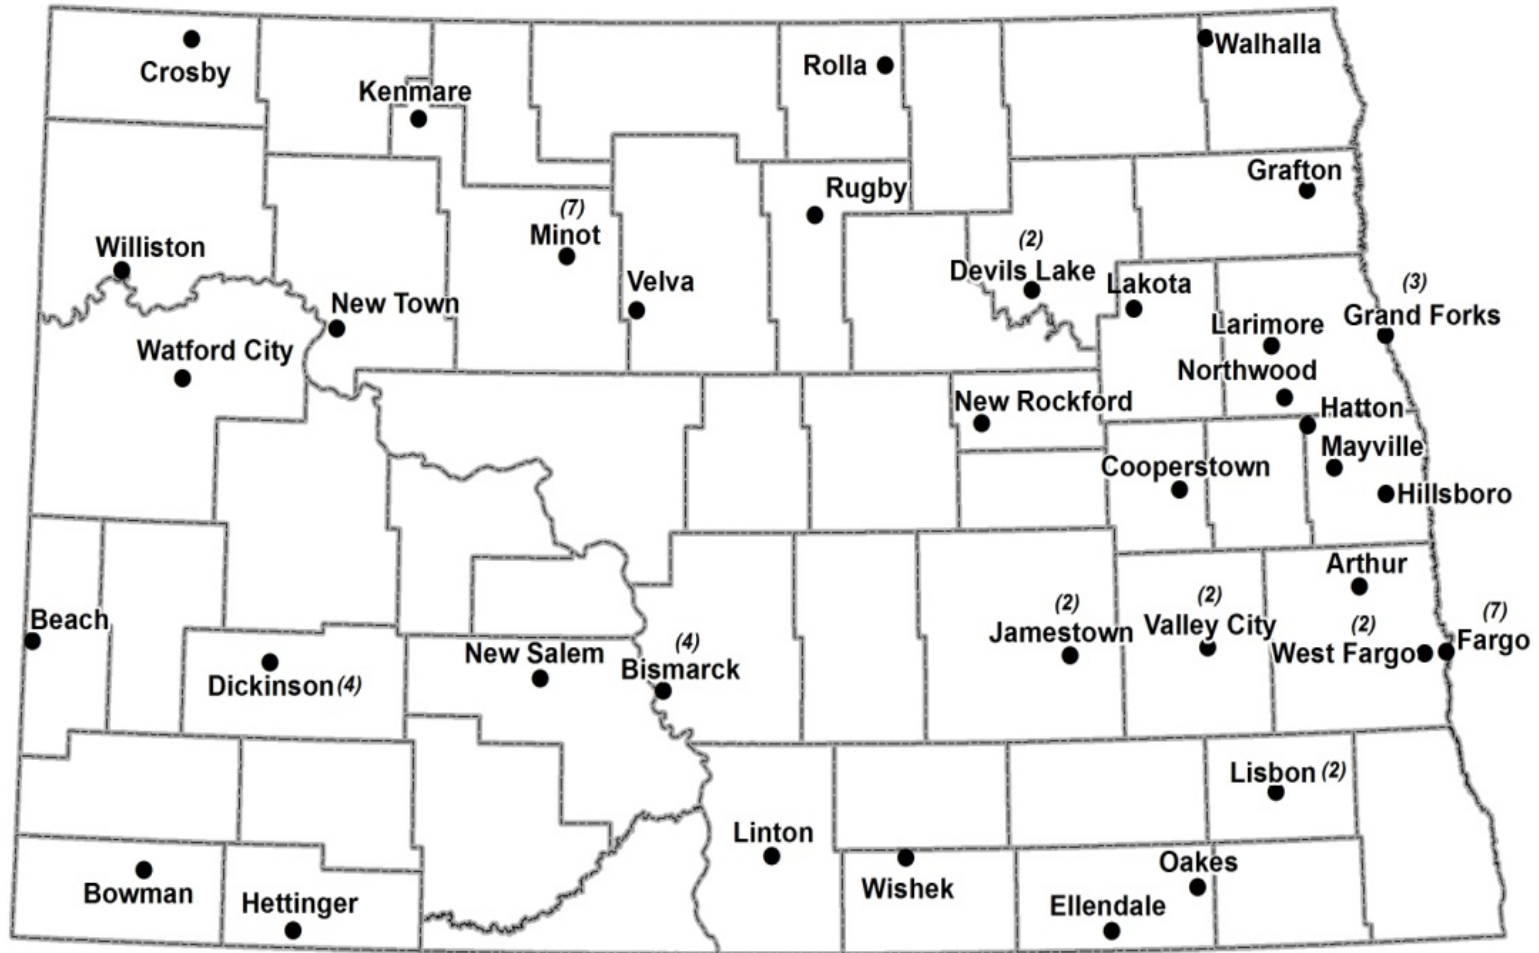 Walhalla
Crosby
Rolla
Kenmare
Grafton
Rugby
(7)
Minot
(2)
Devils Lake
Williston
Velva
Lakota
(3)
Grand Forks
New Town
Larimore
Watford City
Northwood
New Rockford
Hatton
Mayville
Cooperstown
Hillsboro
Arthur
Beach
(2)
Jamestown
(2)
Valley City
(2)
West Fargo
(7)
Fargo
New Salem
(4)
Bismarck
Dickinson (4)
Lisbon (2)
Linton
Oakes
Wishek
Bowman
Hettinger
Ellendale